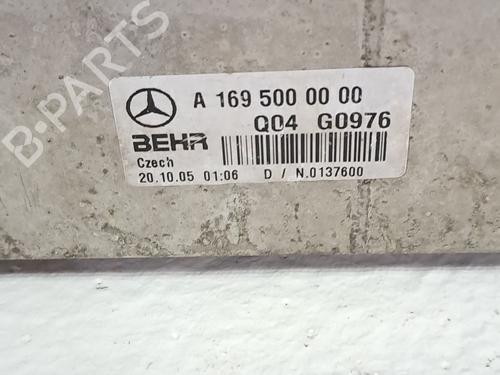 B-PARTS
A 169 500 00 00
Q04 G0976
BEHR
Czech
20.10.05 01:06 D / N.0137600